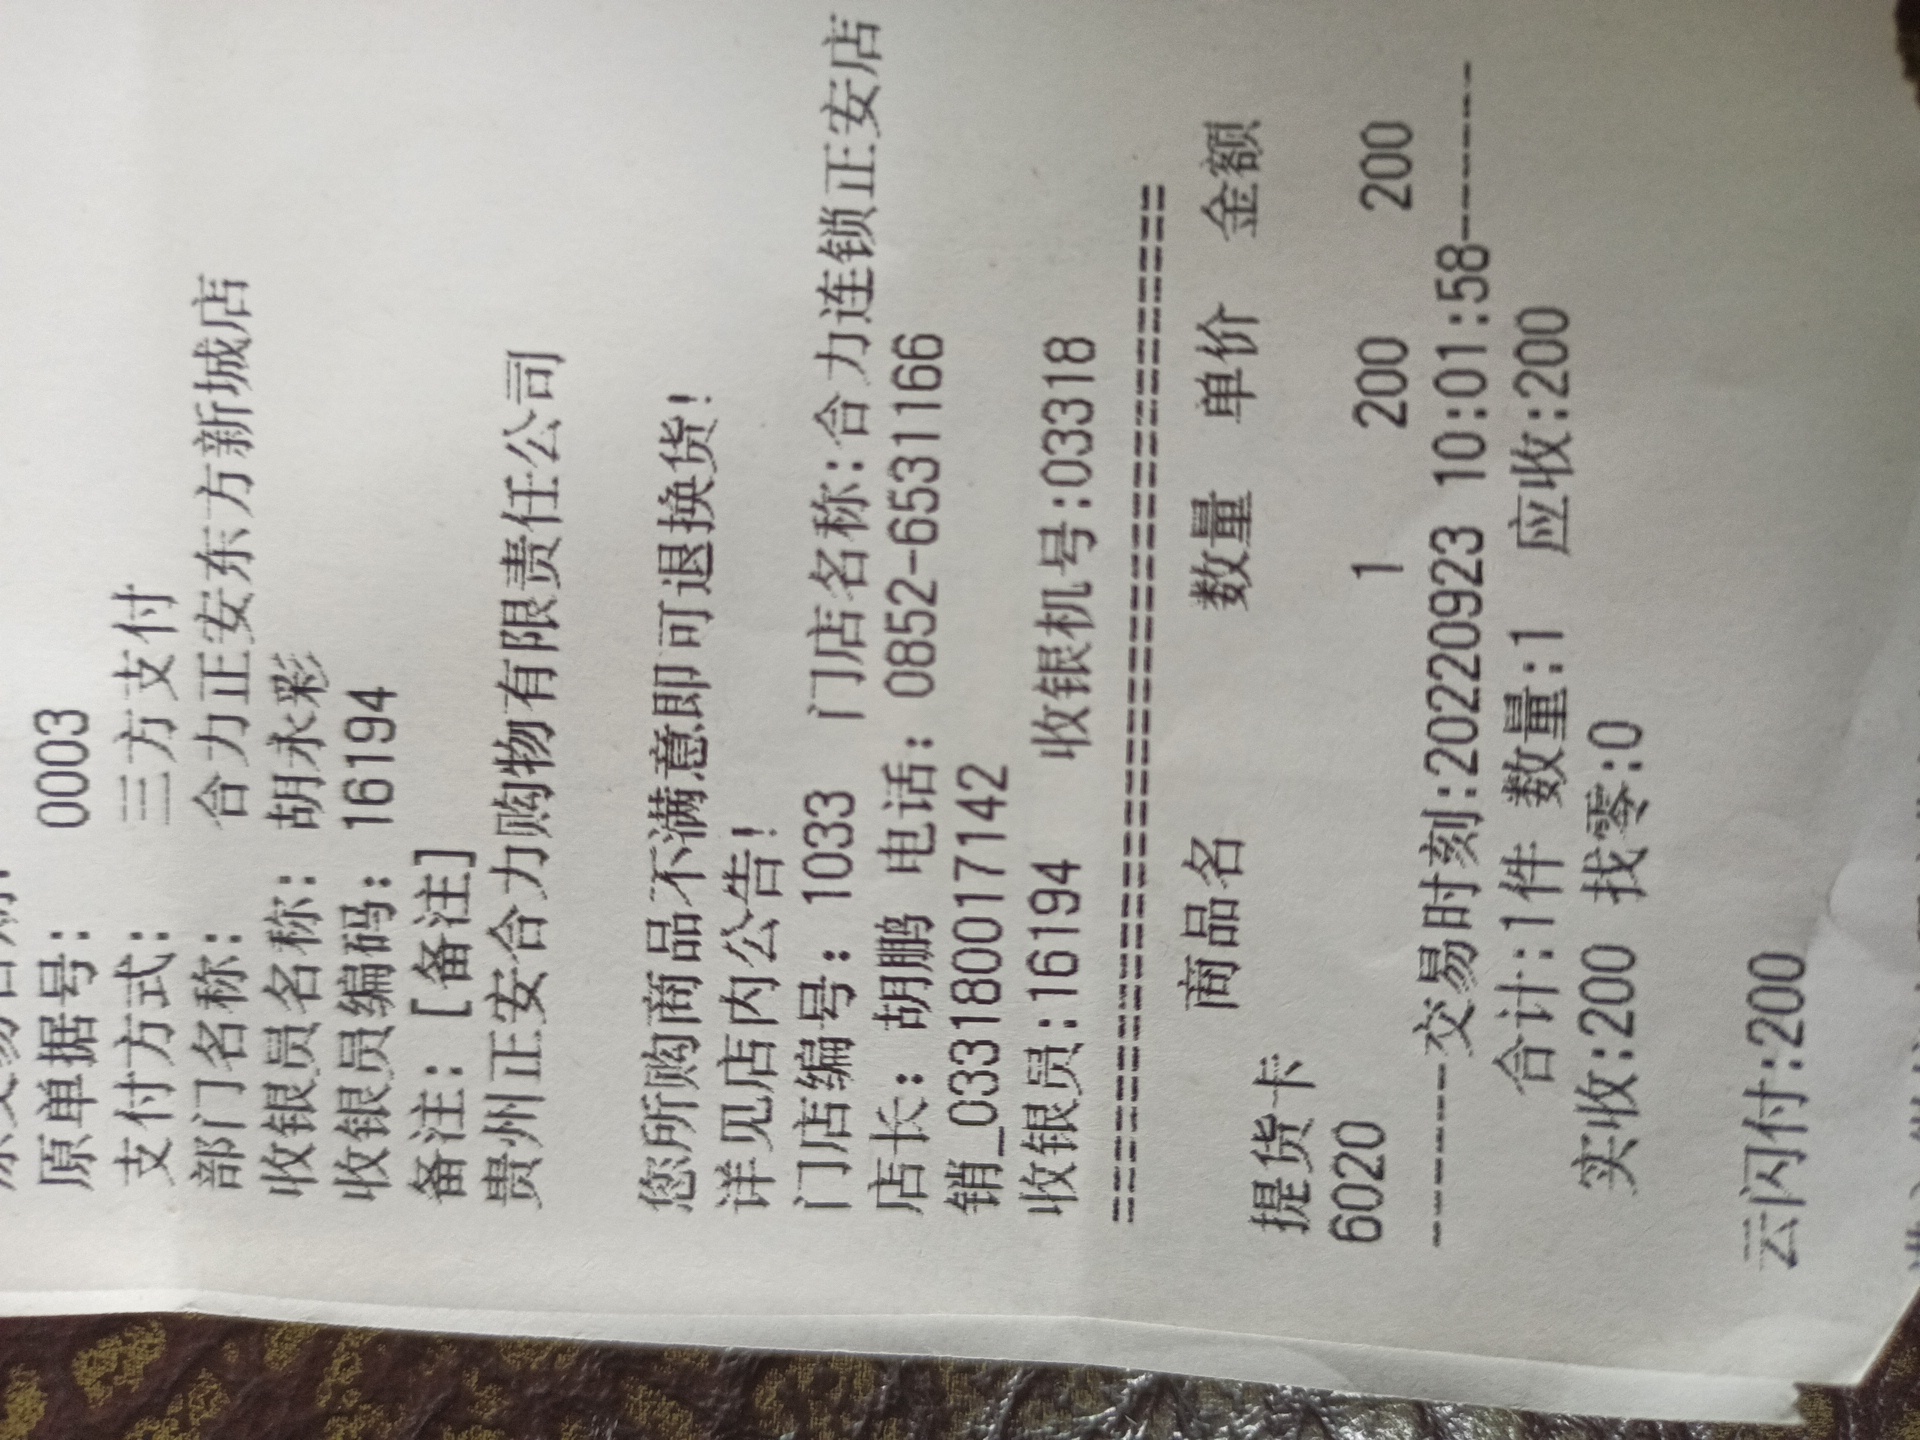 原单据号： 0003
支付方式： 三方支付
部门名称： 合力正安东方新城店
收银员名称： 胡永彩
收银员编码： 16194
备注：[备注]
贵州正安合力购物有限责任公司
您所购商品不满意即可退换货！
详见店内公告！
门店编号：1033 门店名称:合力连锁正安店
店长： 胡鹏 电话：0852-6531166
销_033180017142
收银员:16194 收银机号:03318
==========================================
商品名 数量 单价 金额
提货卡
6020 1 200 200
------交易时刻:20220923 10:01:58------
合计:1件 数量:1 应收:200
实收:200 找零:0
云闪付:200